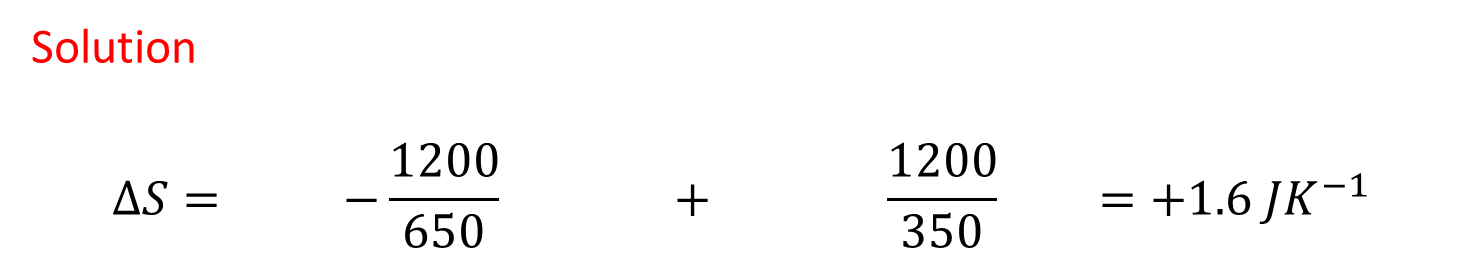 Solution
ΔS = − 1200/650 + 1200/350 = +1.6 JK⁻¹